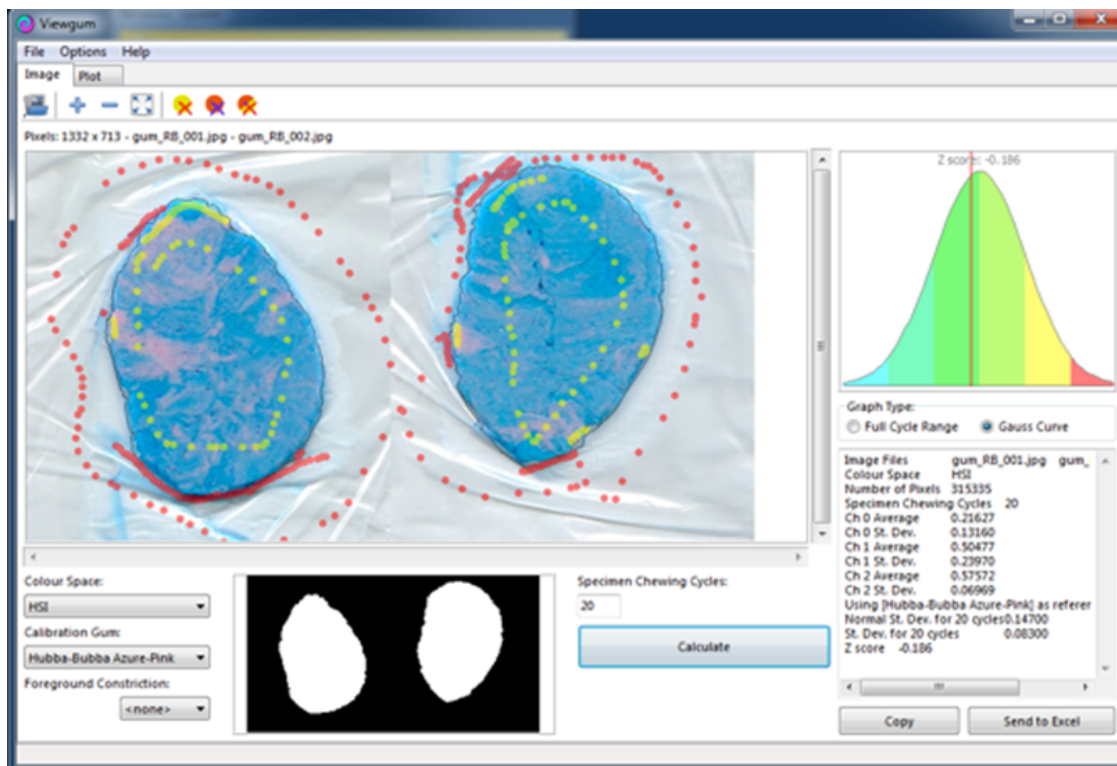 Viewgum
File Options Help
Image Plot
Pixels: 1332 x 713 - gum_RB_001.jpg - gum_RB_002.jpg
Z score: -0.186
Graph Type:
Full Cycle Range Gauss Curve
Image Files gum_RB_001.jpg gum_
Colour Space HSI
Number of Pixels 315335
Specimen Chewing Cycles 20
Ch 0 Average 0.21627
Ch 0 St. Dev. 0.13160
Ch 1 Average 0.50477
Ch 1 St. Dev. 0.23970
Ch 2 Average 0.57572
Ch 2 St. Dev. 0.06969
Using [Hubba-Bubba Azure-Pink] as referer
Normal St. Dev. for 20 cycles0.14700
St. Dev. for 20 cycles 0.08300
Z score -0.186
Copy Send to Excel
Colour Space:
HSI
Calibration Gum:
Hubba-Bubba Azure-Pink
Foreground Constriction:
<none>
Specimen Chewing Cycles:
20
Calculate